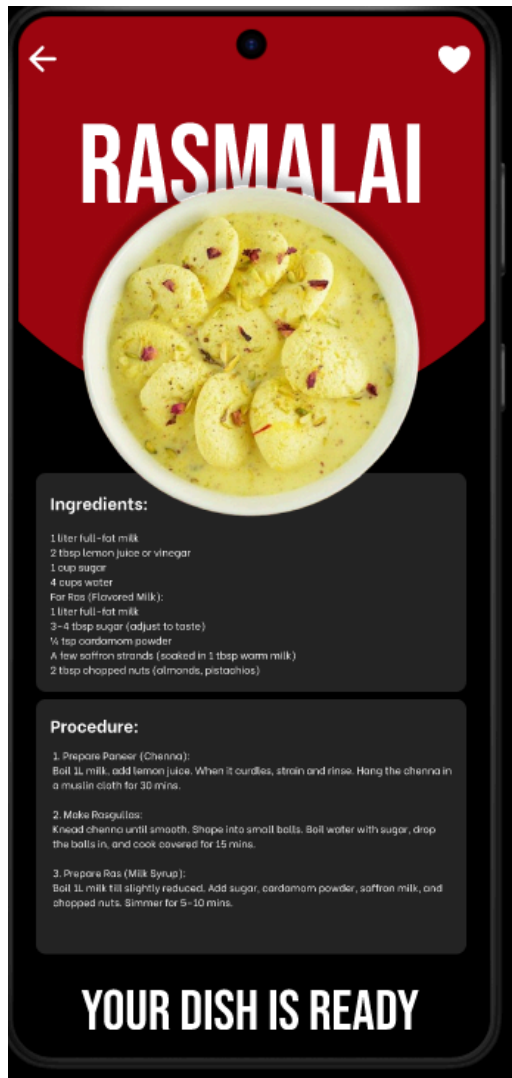 RASMALAI
Ingredients:
1 liter full-fat milk
2 tbsp lemon juice or vinegar
1 cup sugar
4 cups water
For Ras (Flavored Milk):
1 liter full-fat milk
3-4 tbsp sugar (adjust to taste)
¼ tsp cardamom powder
A few saffron strands (soaked in 1 tbsp warm milk)
2 tbsp chopped nuts (almonds, pistachios)
Procedure:
1. Prepare Paneer (Chenna):
Boil 1L milk, add lemon juice. When it curdles, strain and rinse. Hang the chenna in
a muslin cloth for 30 mins.
2. Make Rasgullas:
Knead chenna until smooth. Shape into small balls. Boil water with sugar, drop
the balls in, and cook covered for 15 mins.
3. Prepare Ras (Milk Syrup):
Boil 1L milk till slightly reduced. Add sugar, cardamom powder, saffron milk, and
chopped nuts. Simmer for 5-10 mins.
YOUR DISH IS READY